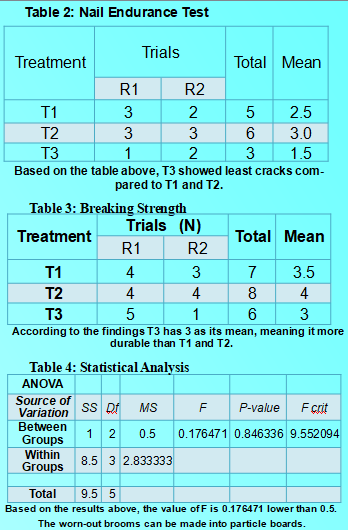 Table 2: Nail Endurance Test
Treatment Trials Total Mean
R1 R2
T1 3 2 5 2.5
T2 3 3 6 3.0
T3 1 2 3 1.5
Based on the table above, T3 showed least cracks com-
pared to T1 and T2.
Table 3: Breaking Strength
Treatment Trials (N) Total Mean
R1 R2
T1 4 3 7 3.5
T2 4 4 8 4
T3 5 1 6 3
According to the findings T3 has 3 as its mean, meaning it more
durable than T1 and T2.
Table 4: Statistical Analysis
ANOVA
Source of
Variation SS Df MS F P-value F crit
Between
Groups 1 2 0.5 0.176471 0.846336 9.552094
Within
Groups 8.5 3 2.833333
Total 9.5 5
Based on the results above, the value of F is 0.176471 lower than 0.5.
The worn-out brooms can be made into particle boards.